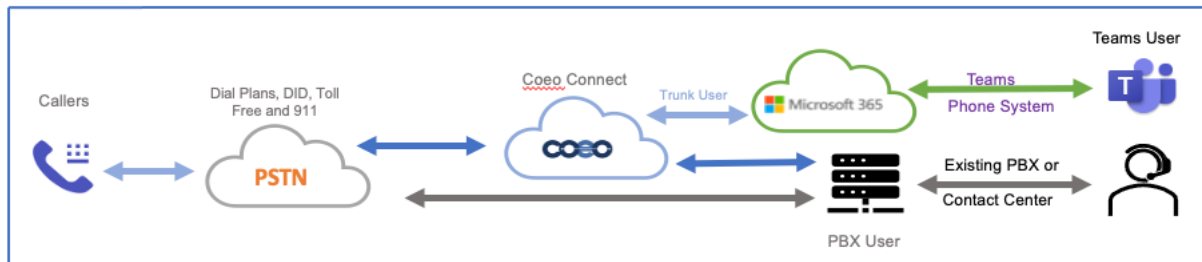 Callers
Dial Plans, DID, Toll
Free and 911
PSTN
Coeo Connect
coeo
Trunk User
Microsoft 365
Teams
Phone System
Teams User
T
PBX User
Existing PBX or
Contact Center